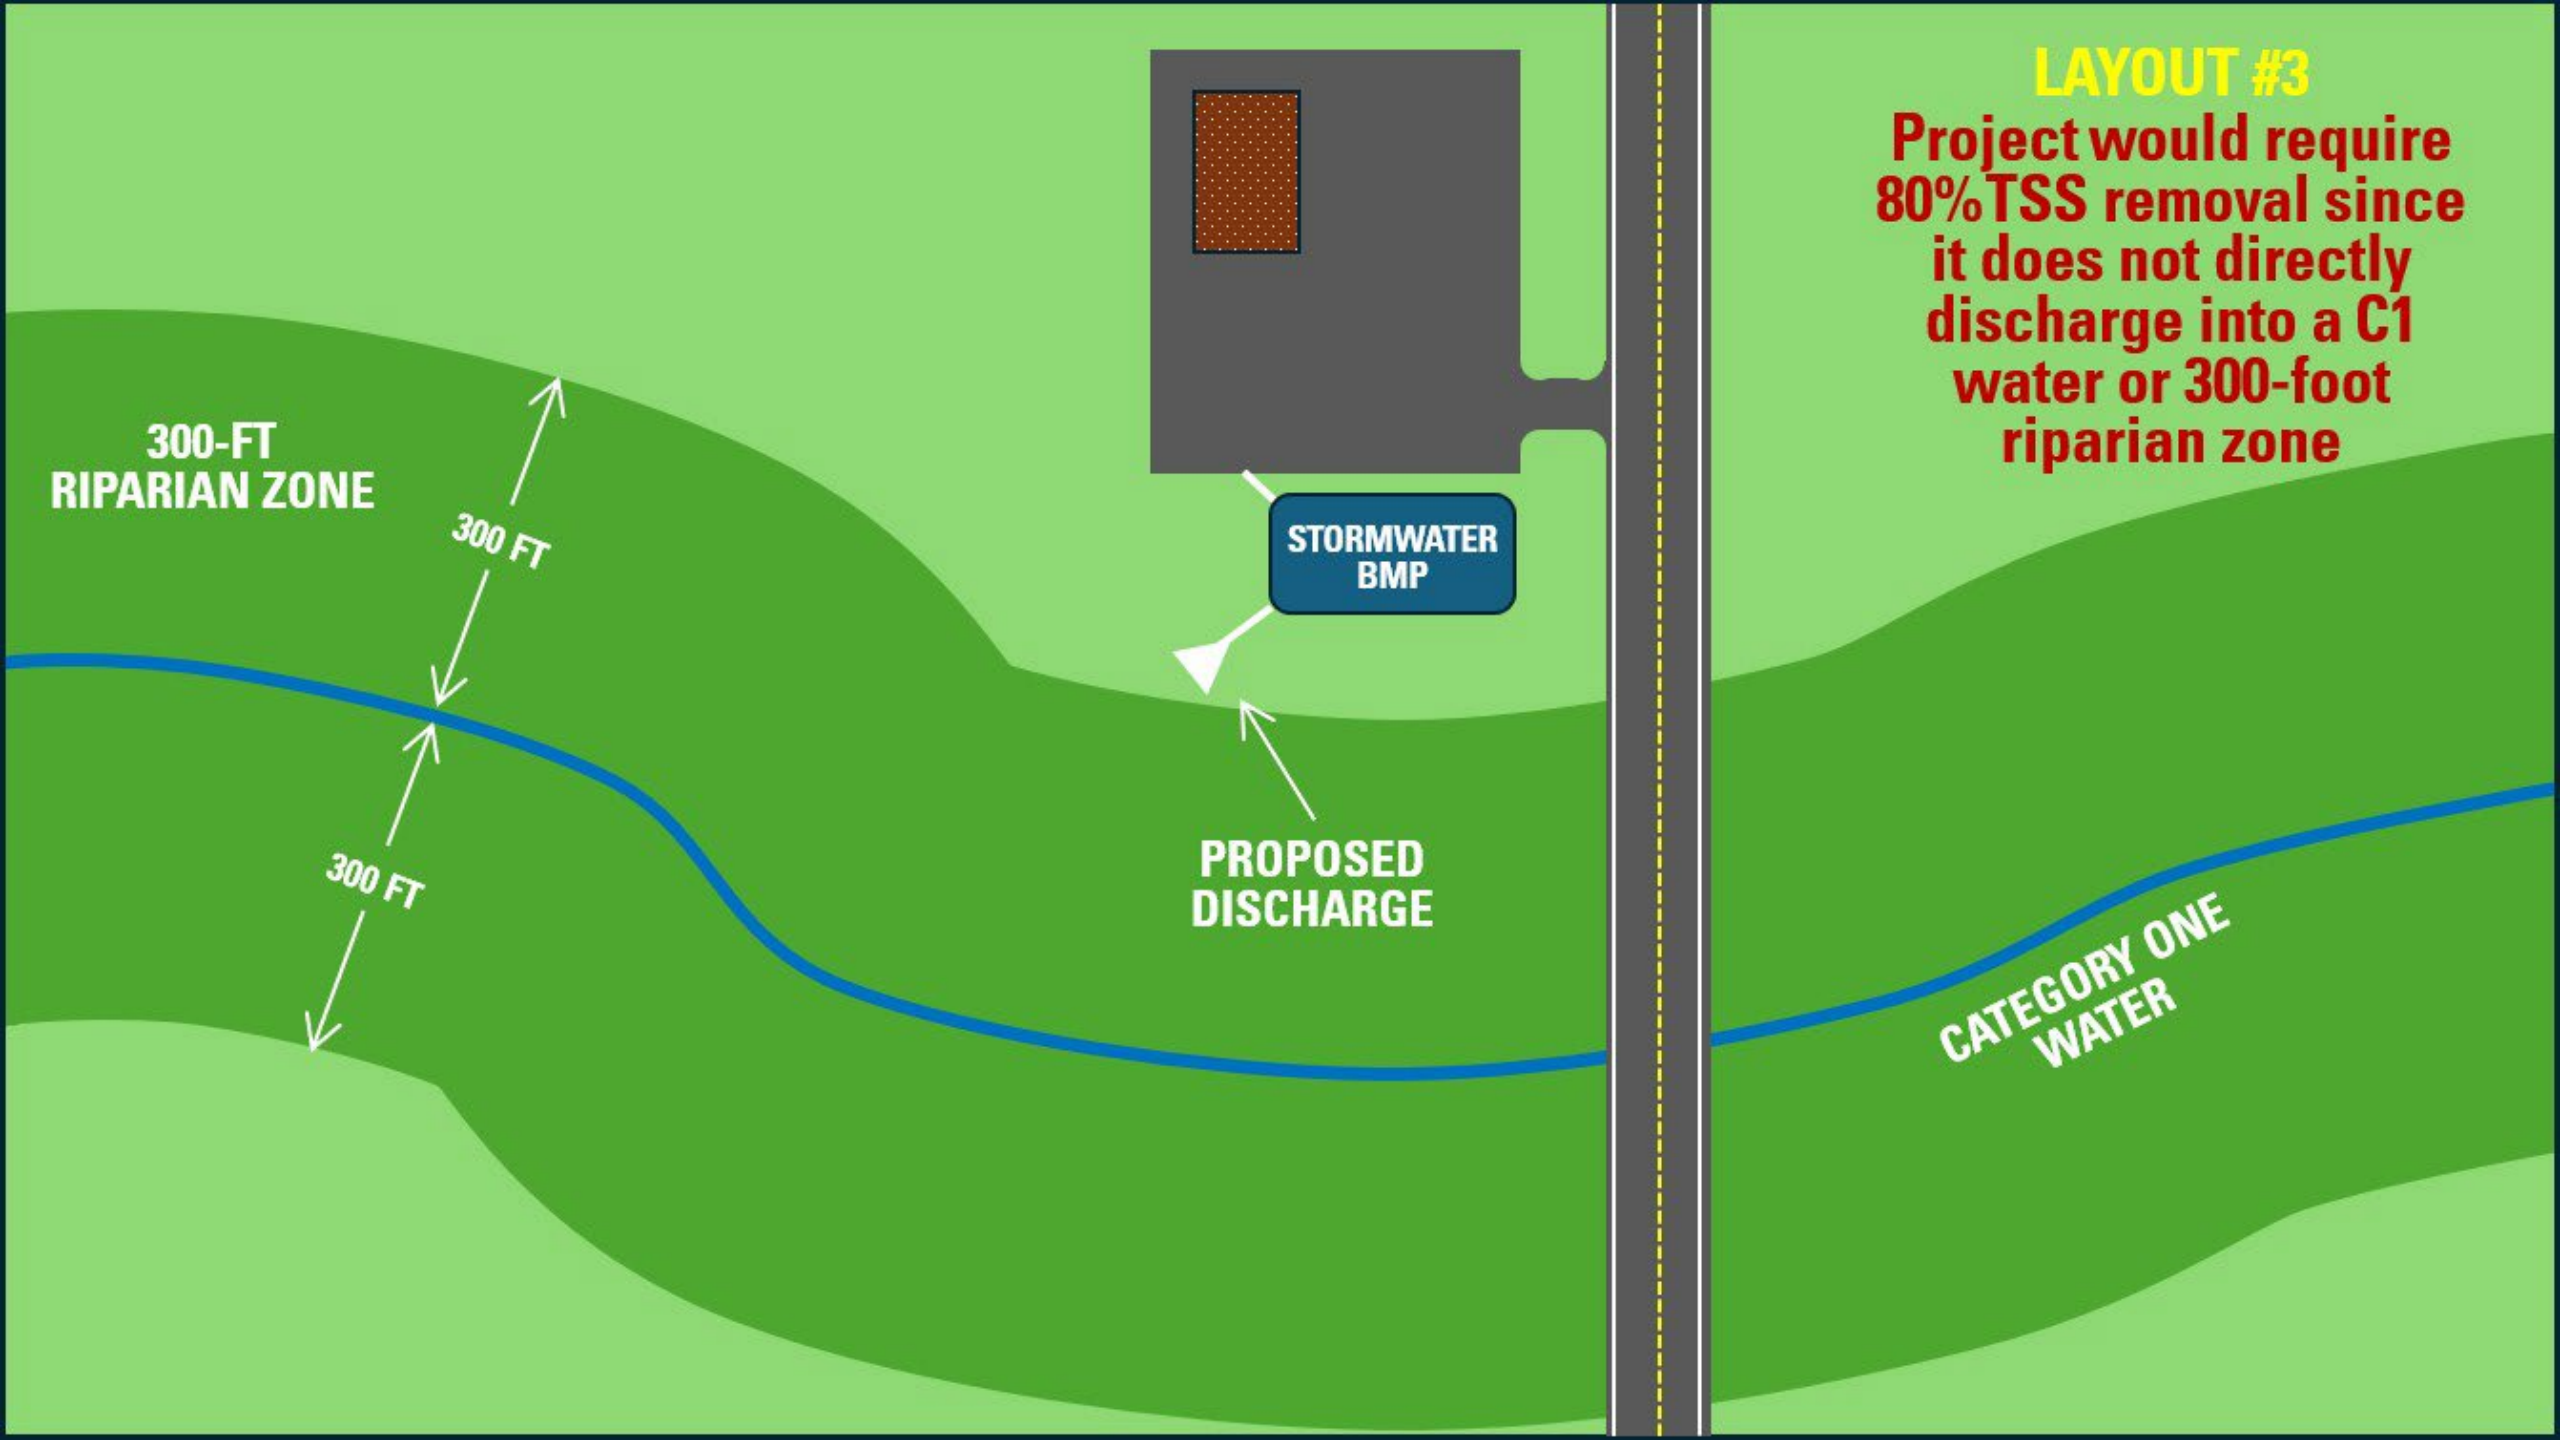 LAYOUT #3
Project would require
80% TSS removal since
it does not directly
discharge into a C1
water or 300-foot
riparian zone
300-FT
RIPARIAN ZONE
300 FT
STORMWATER
BMP
300 FT
PROPOSED
DISCHARGE
CATEGORY ONE
WATER